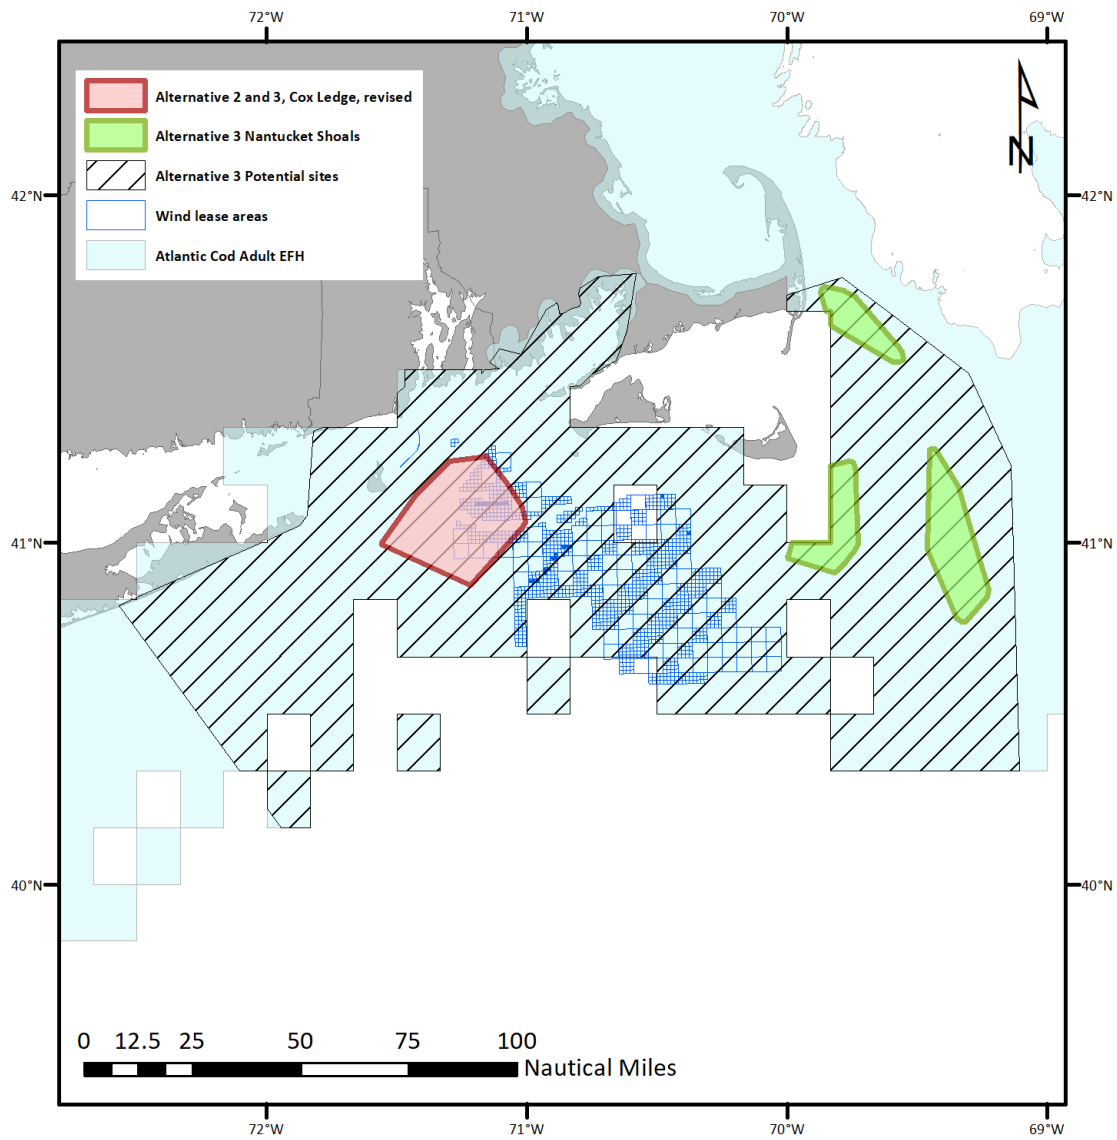 72°W 71°W 70°W 69°W
Alternative 2 and 3, Cox Ledge, revised
Alternative 3 Nantucket Shoals
Alternative 3 Potential sites
Wind lease areas
Atlantic Cod Adult EFH
N
42°N 42°N
41°N 41°N
40°N 40°N
0 12.5 25 50 75 100
Nautical Miles
72°W 71°W 70°W 69°W